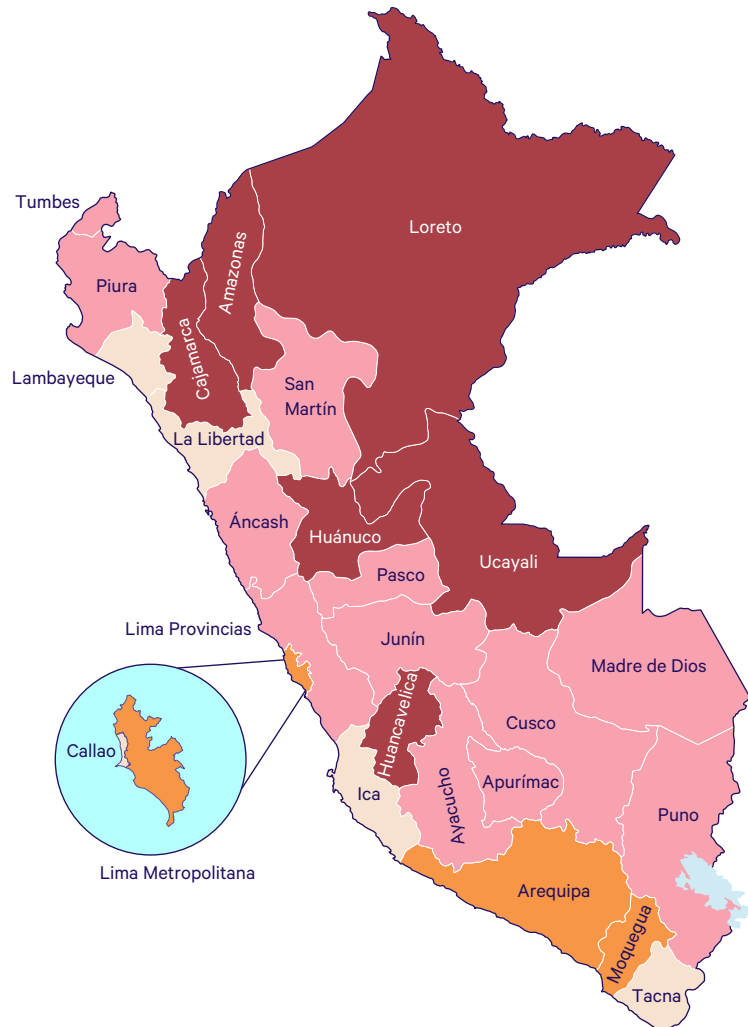 Tumbes
Loreto
Amazonas
Piura
Cajamarca
Lambayeque
San
Martín
La Libertad
Áncash
Huánuco
Ucayali
Pasco
Lima Provincias
Junín
Madre de Dios
Huancavelica
Cusco
Callao
Apurímac
Ica
Ayacucho
Puno
Lima Metropolitana
Arequipa
Moquegua
Tacna